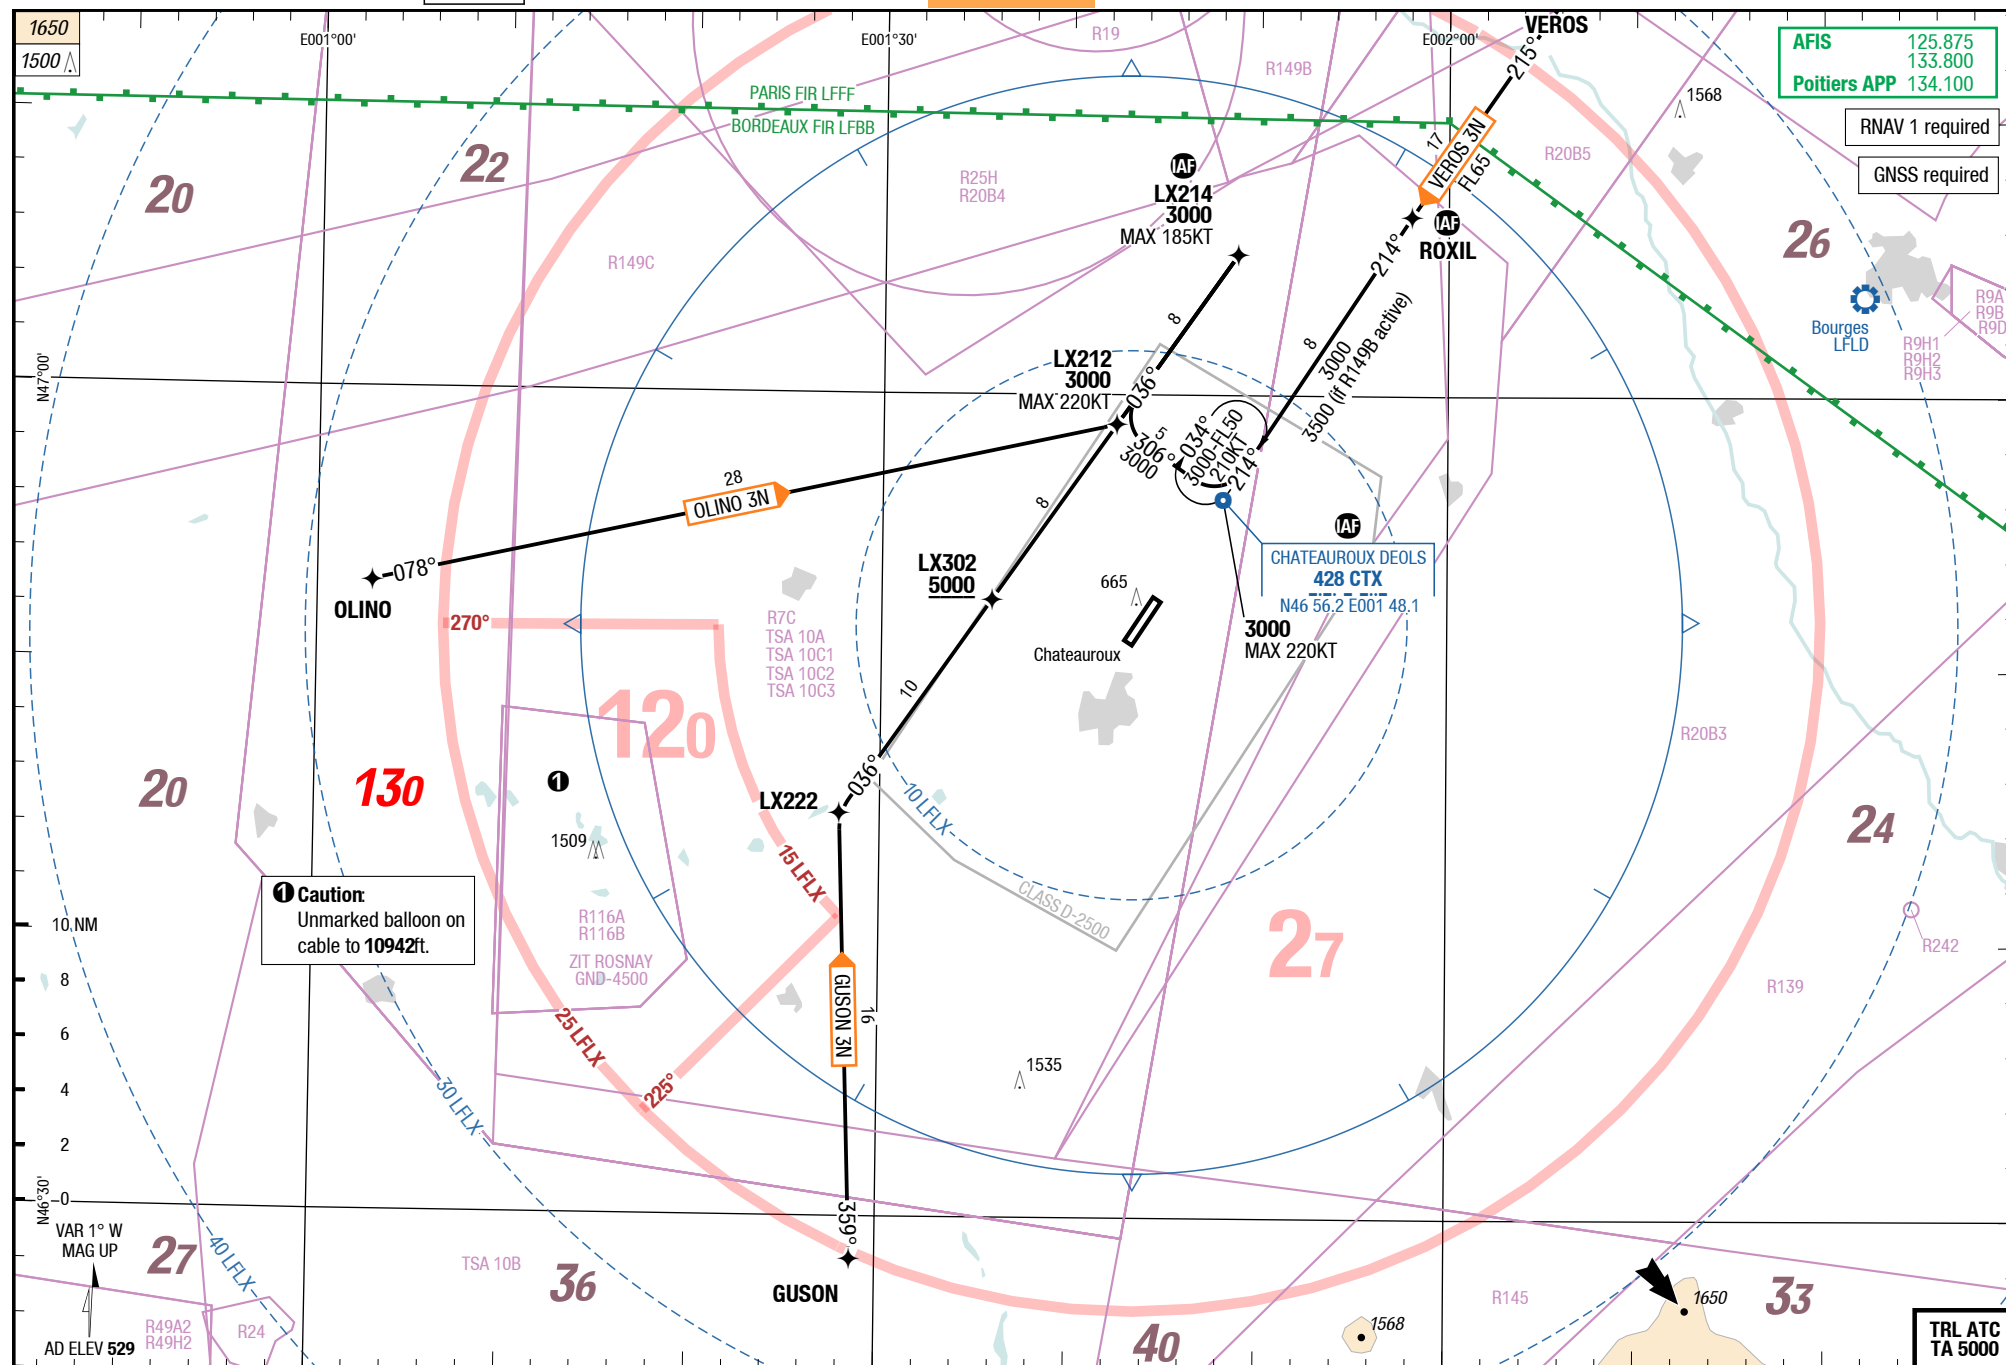 1650
1500
E001°00'
E001°30'
E002°00'
VEROS
215°
R19
R149B
AFIS 125.875
133.800
Poitiers APP 134.100
RNAV 1 required
GNSS required
1568
PARIS FIR LFFF
BORDEAUX FIR LFBB
17
VEROS 3N
FL65
R20B5
20
22
26
R25H
R20B4
IAF
LX214
3000
MAX 185KT
IAF
ROXIL
R149C
214°
Bourges
LFLD
R9A
R9B
R9D
R9H1
R9H2
R9H3
8
8
3000
3500 (if R149B active)
N47°00'
LX212
3000
MAX 220KT
036°
5
306°
3000
034°
3000-FL50
210KT
214°
28
OLINO 3N
078°
OLINO
8
LX302
5000
IAF
CHATEAUROUX DEOLS
428 CTX
N46 56.2 E001 48.1
665
Chateauroux
3000
MAX 220KT
270°
R7C
TSA 10A
TSA 10C1
TSA 10C2
TSA 10C3
10
120
130
20
R20B3
24
1
LX222
036°
10 LFLX
1509
15 LFLX
1 Caution:
Unmarked balloon on
cable to 10942ft.
CLASS D-2500
R116A
R116B
ZIT ROSNAY
GND-4500
27
R242
R139
10 NM
8
6
4
2
0
GUSON 3N
16
25 LFLX
225°
30 LFLX
1535
N46°30'
359°
GUSON
VAR 1° W
MAG UP
27
40 LFLX
TSA 10B
36
40
R145
1650
33
1568
R49A2
R49H2
R24
AD ELEV 529
TRL ATC
TA 5000